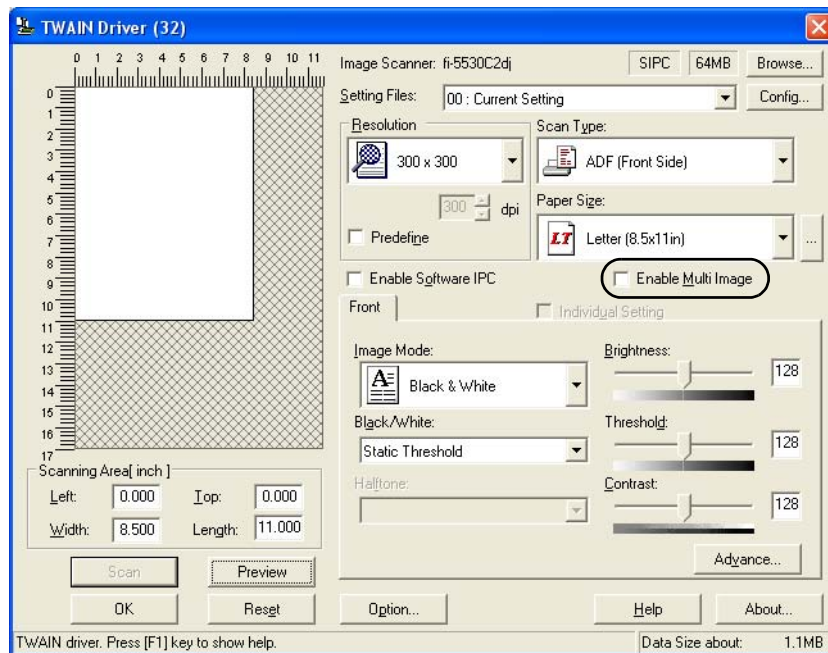 TWAIN Driver (32)
0 1 2 3 4 5 6 7 8 9 10 11
Image Scanner: fi-5530C2dj SIPC 64MB Browse...
Setting Files: 00 : Current Setting Config...
0
1
2
3
4
5
6
7
8
9
10
11
12
13
14
15
16
17
Resolution Scan Type:
300 x 300 ADF (Front Side)
300 dpi Paper Size:
Predefine LT Letter (8.5x11in) ...
Enable Software IPC Enable Multi Image
Front Individual Setting
Image Mode: Brightness:
A Black & White 128
Black/White: Threshold:
Static Threshold 128
Halftone: Contrast:
128
Advance...
Scanning Area[ inch ]
Left: 0.000 Top: 0.000
Width: 8.500 Length: 11.000
Scan Preview
OK Reset Option... Help About...
TWAIN driver. Press [F1] key to show help. Data Size about: 1.1MB